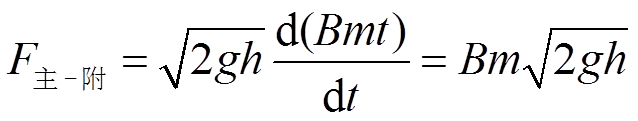 F主-附 = √2gh d(Bmt)/dt = Bm√2gh